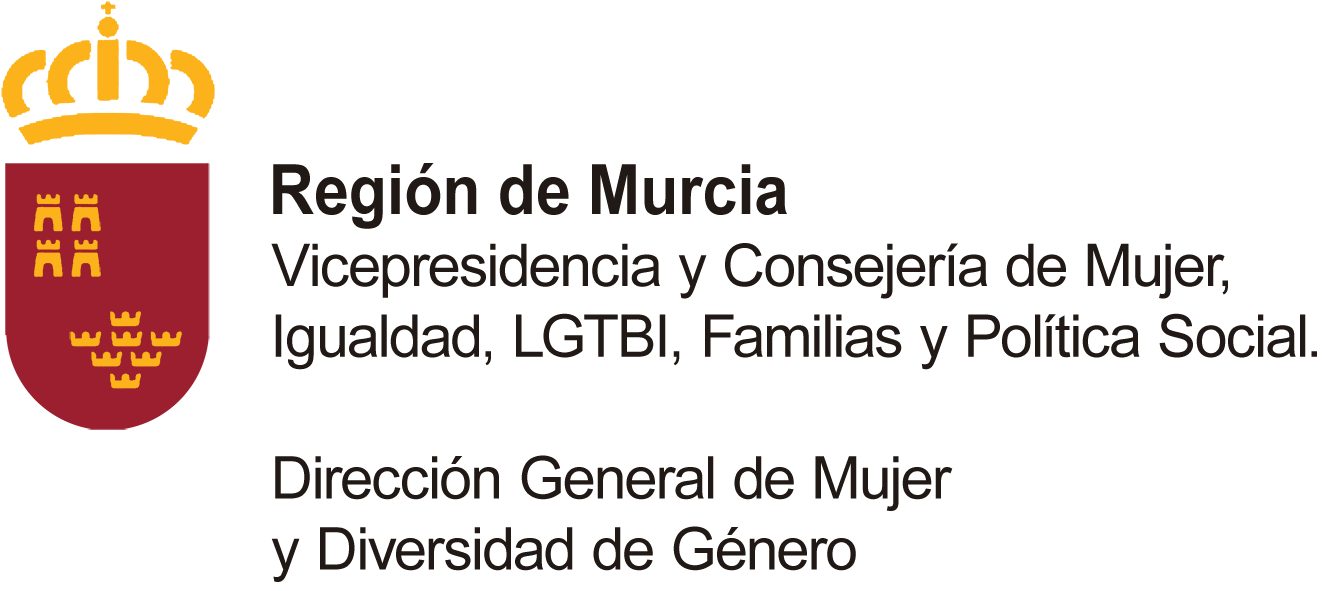 Región de Murcia
Vicepresidencia y Consejería de Mujer,
Igualdad, LGTBI, Familias y Política Social.
Dirección General de Mujer
y Diversidad de Género